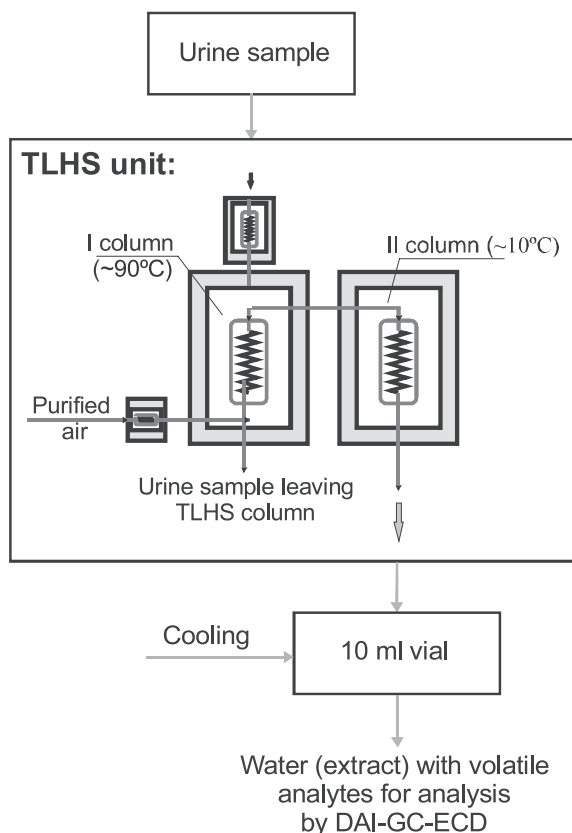 Urine sample
TLHS unit:
I column
(~90ºC)
II column (~10ºC)
Purified
air
Urine sample leaving
TLHS column
Cooling
10 ml vial
Water (extract) with volatile
analytes for analysis
by DAI-GC-ECD